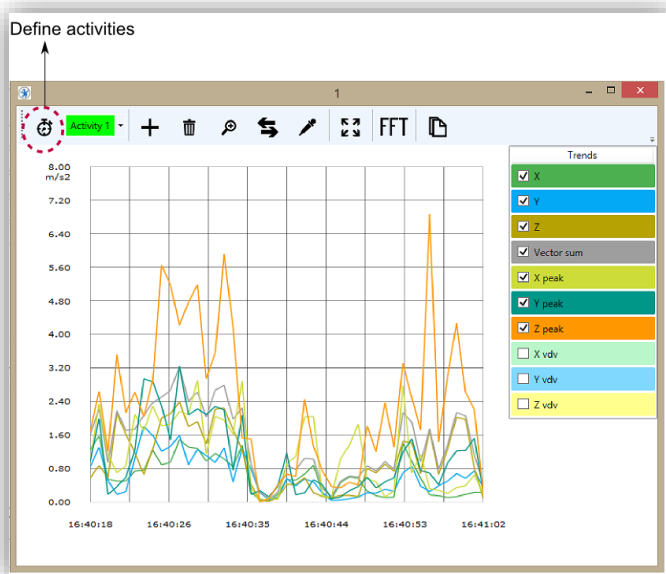 Define activities
1
Activity 1
FFT
8.00
m/s2
7.20
6.40
5.60
4.80
4.00
3.20
2.40
1.60
0.80
0.00
16:40:18 16:40:26 16:40:35 16:40:44 16:40:53 16:41:02
Trends
X
Y
Z
Vector sum
X peak
Y peak
Z peak
X vdv
Y vdv
Z vdv